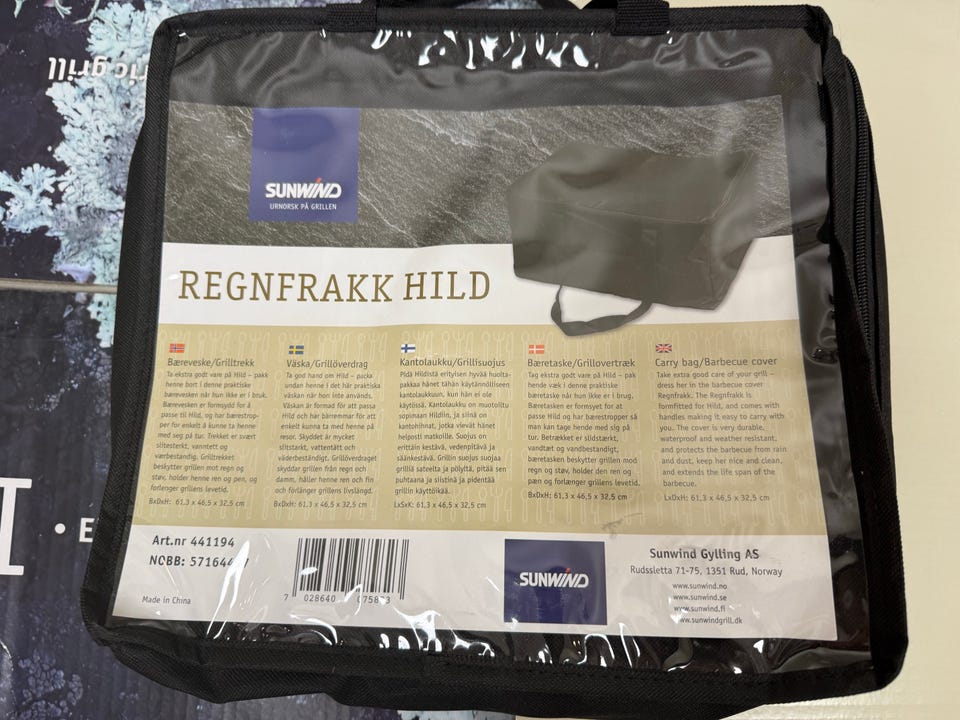 ric grill
SUNWIND
URNORSK PÅ GRILLEN
REGNFRAKK HILD
Bæreveske/Grilltrekk
Ta ekstra godt vare på Hild – pakk
henne bort i denne praktiske
bærevesken når hun ikke er i bruk.
Bærevesken er formsydd for å
passe til Hild, og har bærestrop-
per for enkelt å kunne ta henne
med seg på tur. Trekket er svært
slitesterkt, vanntett og
værbestandig. Grilltrekket
beskytter grillen mot regn og
støv, holder henne ren og pen, og
forlenger grillens levetid.
BxDxH: 61,3 x 46,5 x 32,5 cm
Väska/Grillöverdrag
Ta god hand om Hild – packa
undan henne i det här praktiska
väskan när hon inte används.
Väskan är formad för att passa
Hild och har bärremmar för att
enkelt kunna ta med henne på
resor. Skyddet är mycket
slitstarkt, vattentätt och
väderbestandig. Grillöverdraget
skyddar grillen från regn och
damm, håller henne ren och fin
och förlänger grillens livslängd.
BxDxH: 61,3 x 46,5 x 32,5 cm
Kantolaukku/Grillisuojus
Pidä Hildistä erityisen hyvää huolta-
pakkaa hänet tähän käytännölliseen
kantolaukkuun, kun hän ei ole
käytössä. Kantolaukku on muotoiltu
sopimaan Hildiin, ja siinä on
kantohihnat, jotka vievät hänet
helposti matkoille. Suojus on
erittäin kestävä, vedenpitävä ja
säänkestävä. Grillin suojus suojaa
grilliä sateelta ja pölyltä, pitää sen
puhtaana ja siistinä ja pidentää
grillin käyttöikää.
LxSxK: 61,3 x 46,5 x 32,5 cm
Bæretaske/Grillovertræk
Tag ekstra godt vare på Hild – pak
hende væk i denne praktiske
bæretaske når hun ikke er i brug.
Bæretasken er formsyet for at
passe til Hild og har bærestropper så
man kan tage hende med sig på
tur. Betrækket er slidstærkt,
vandtæt og vandbestandigt,
bæretasken beskytter grillen mod
regn og støv, holder den ren og
pæn og forlænger grillens levetid.
BxDxH: 61,3 x 46,5 x 32,5 cm
Carry bag/Barbecue cover
Take extra good care of your grill –
dress her in the barbecue cover
Regnfrakk. The Regnfrakk is
formfitted for Hild, and comes with
handles making it easy to carry with
you. The cover is very durable,
waterproof and weather resistant,
and protects the barbecue from rain
and dust, keep her nice and clean,
and extends the life span of the
barbecue.
LxDxH: 61,3 x 46,5 x 32,5 cm
Art.nr 441194
NOBB:
Made in China
7 028640
SUNWIND
Sunwind Gylling AS
Rudssletta 71-75, 1351 Rud, Norway
www.sunwind.no
www.sunwind.se
www.sunwind.fi
www.sunwindgrill.dk